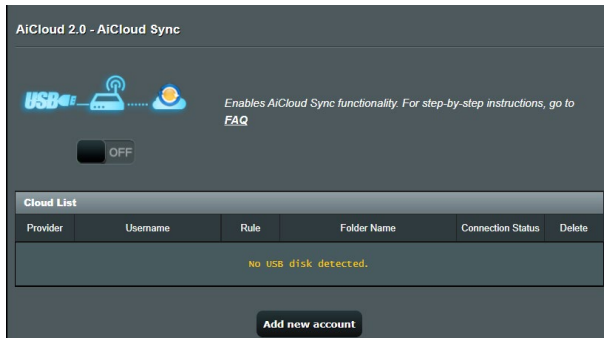 AiCloud 2.0 - AiCloud Sync
USB
Enables AiCloud Sync functionality. For step-by-step instructions, go to
FAQ
OFF
Cloud List
Provider Username Rule Folder Name Connection Status Delete
No USB disk detected.
Add new account